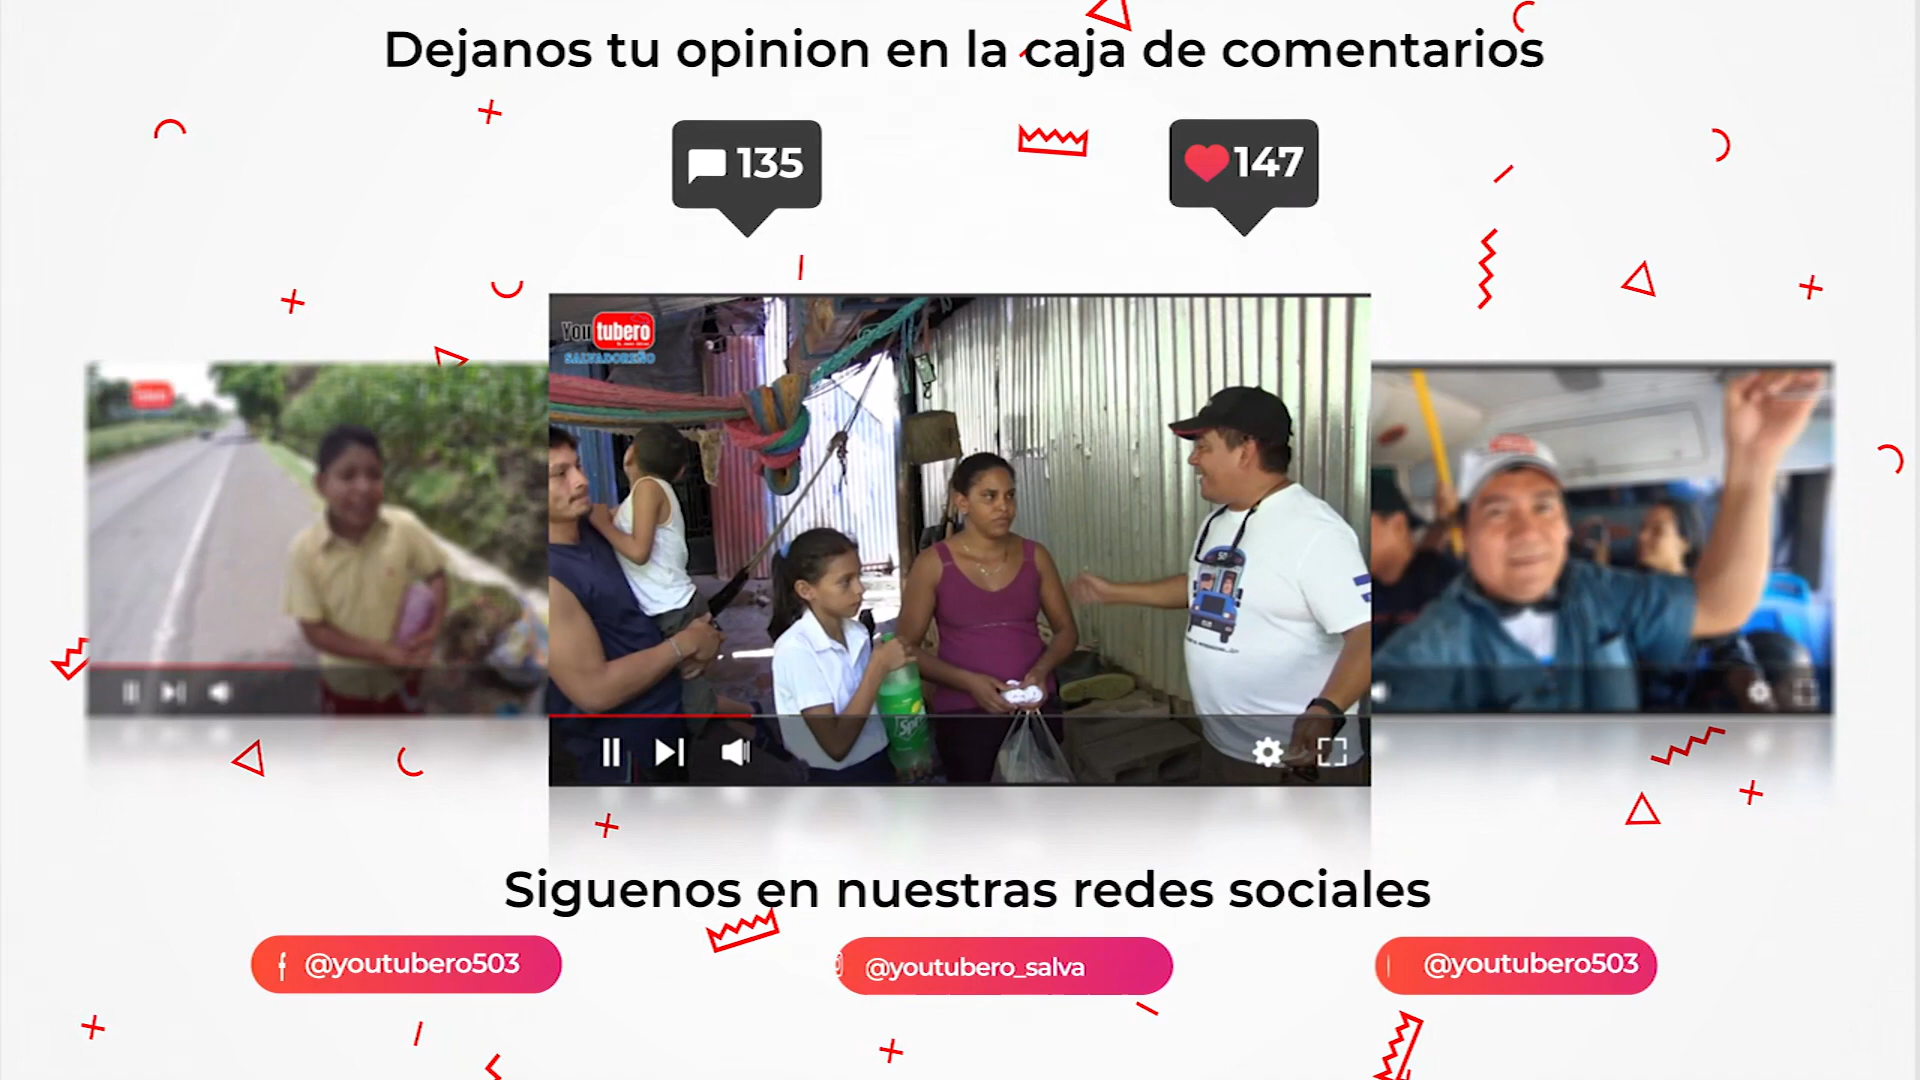 Dejanos tu opinion en la caja de comentarios
135
147
You tubero
SALVADOREÑO
Siguenos en nuestras redes sociales
@youtubero503
@youtubero_salva
@youtubero503